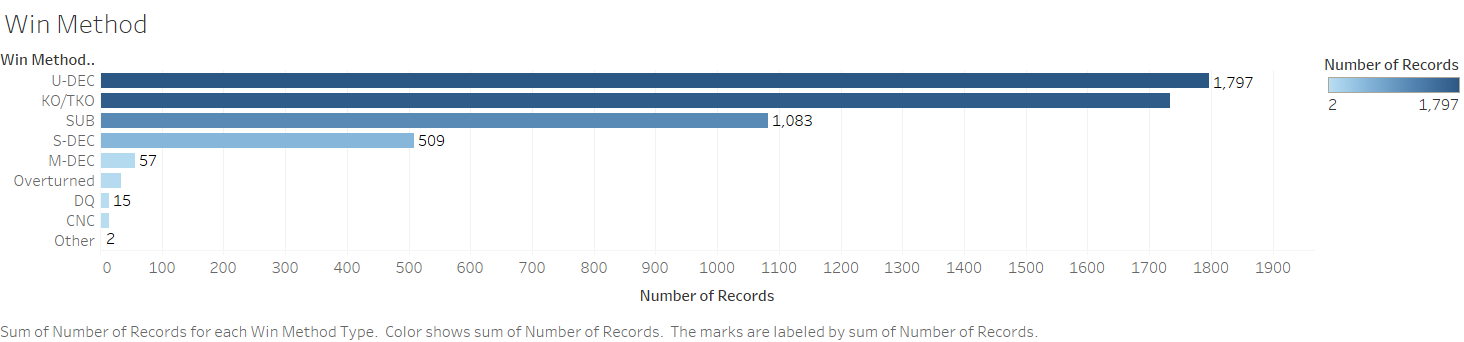 Win Method
Win Method..
Number of Records
U-DEC 1,797
2 1,797
KO/TKO
SUB 1,083
S-DEC 509
M-DEC 57
Overturned
DQ 15
CNC
Other 2
0 100 200 300 400 500 600 700 800 900 1000 1100 1200 1300 1400 1500 1600 1700 1800 1900
Number of Records
Sum of Number of Records for each Win Method Type. Color shows sum of Number of Records. The marks are labeled by sum of Number of Records.